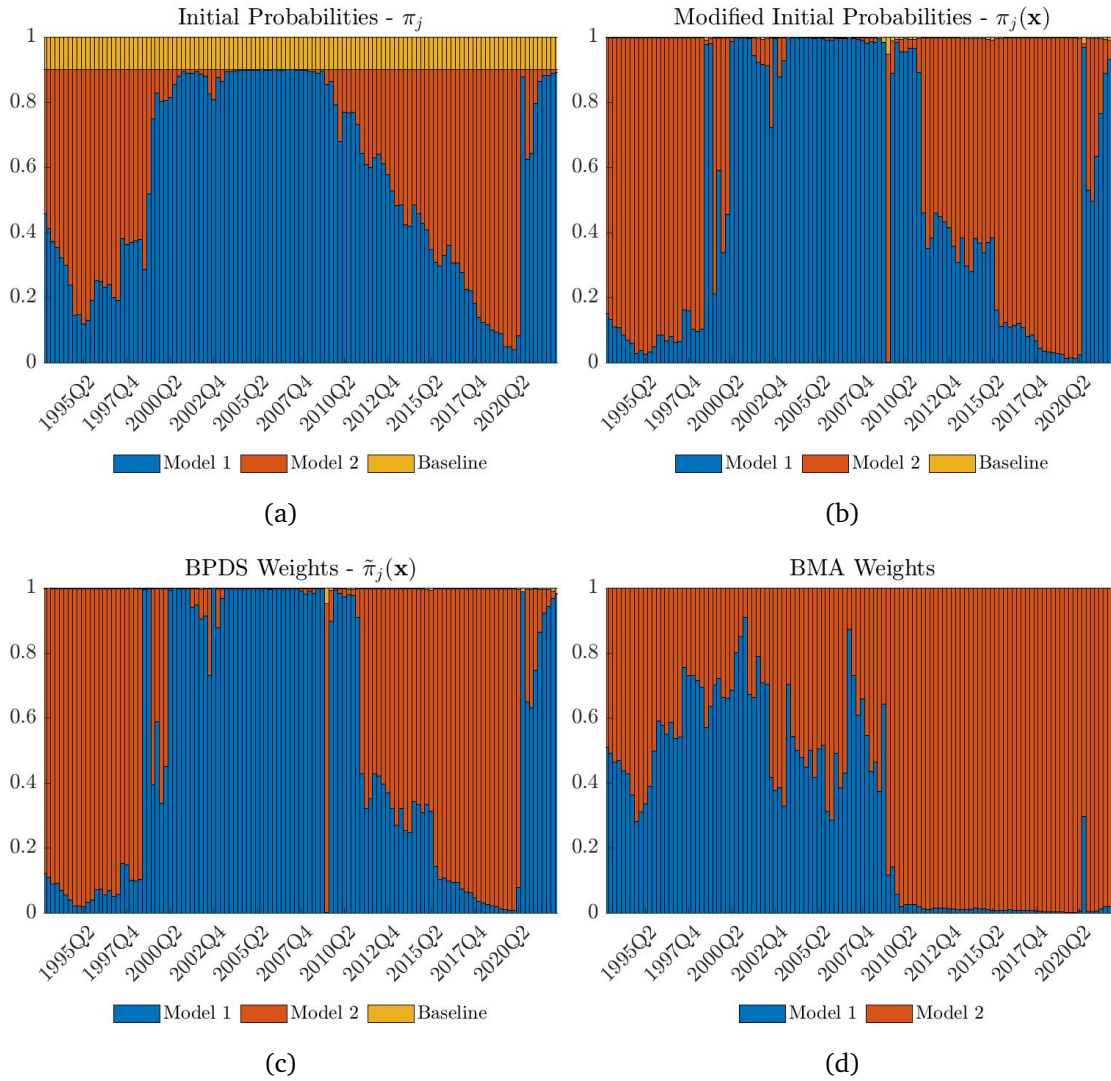 Initial Probabilities - π_j
1
0.8
0.6
0.4
0.2
0
1995Q2 1997Q4 2000Q2 2002Q4 2005Q2 2007Q4 2010Q2 2012Q4 2015Q2 2017Q4 2020Q2
Model 1 Model 2 Baseline
(a)
Modified Initial Probabilities - π_j(x)
1
0.8
0.6
0.4
0.2
0
1995Q2 1997Q4 2000Q2 2002Q4 2005Q2 2007Q4 2010Q2 2012Q4 2015Q2 2017Q4 2020Q2
Model 1 Model 2 Baseline
(b)
BPDS Weights - π̃_j(x)
1
0.8
0.6
0.4
0.2
0
1995Q2 1997Q4 2000Q2 2002Q4 2005Q2 2007Q4 2010Q2 2012Q4 2015Q2 2017Q4 2020Q2
Model 1 Model 2 Baseline
(c)
BMA Weights
1
0.8
0.6
0.4
0.2
0
1995Q2 1997Q4 2000Q2 2002Q4 2005Q2 2007Q4 2010Q2 2012Q4 2015Q2 2017Q4 2020Q2
Model 1 Model 2
(d)